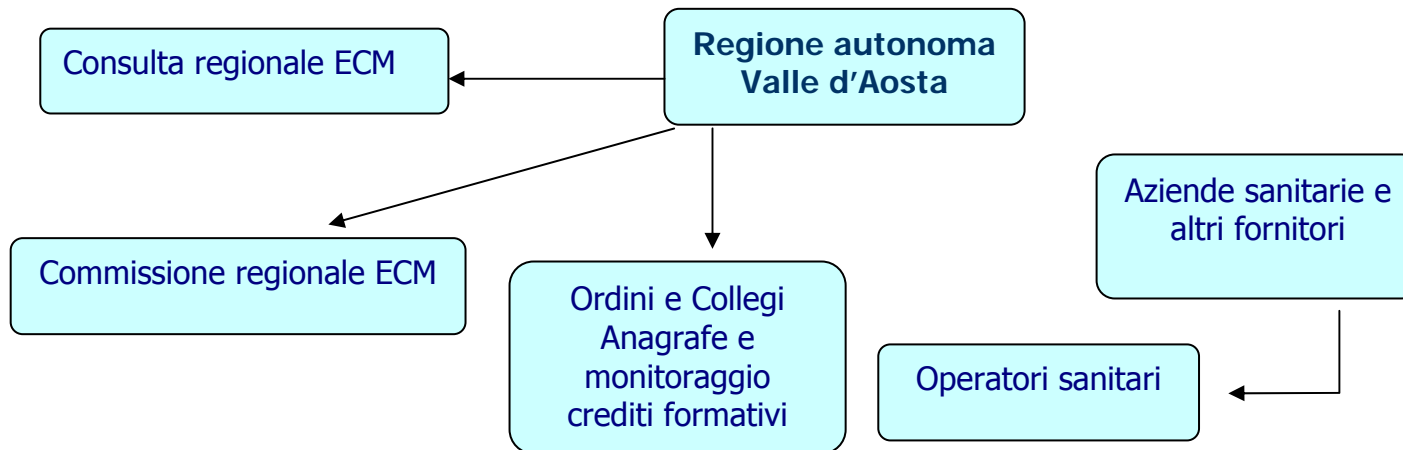 Consulta regionale ECM
Regione autonoma
Valle d'Aosta
Aziende sanitarie e
altri fornitori
Commissione regionale ECM
Ordini e Collegi
Anagrafe e
monitoraggio
crediti formativi
Operatori sanitari